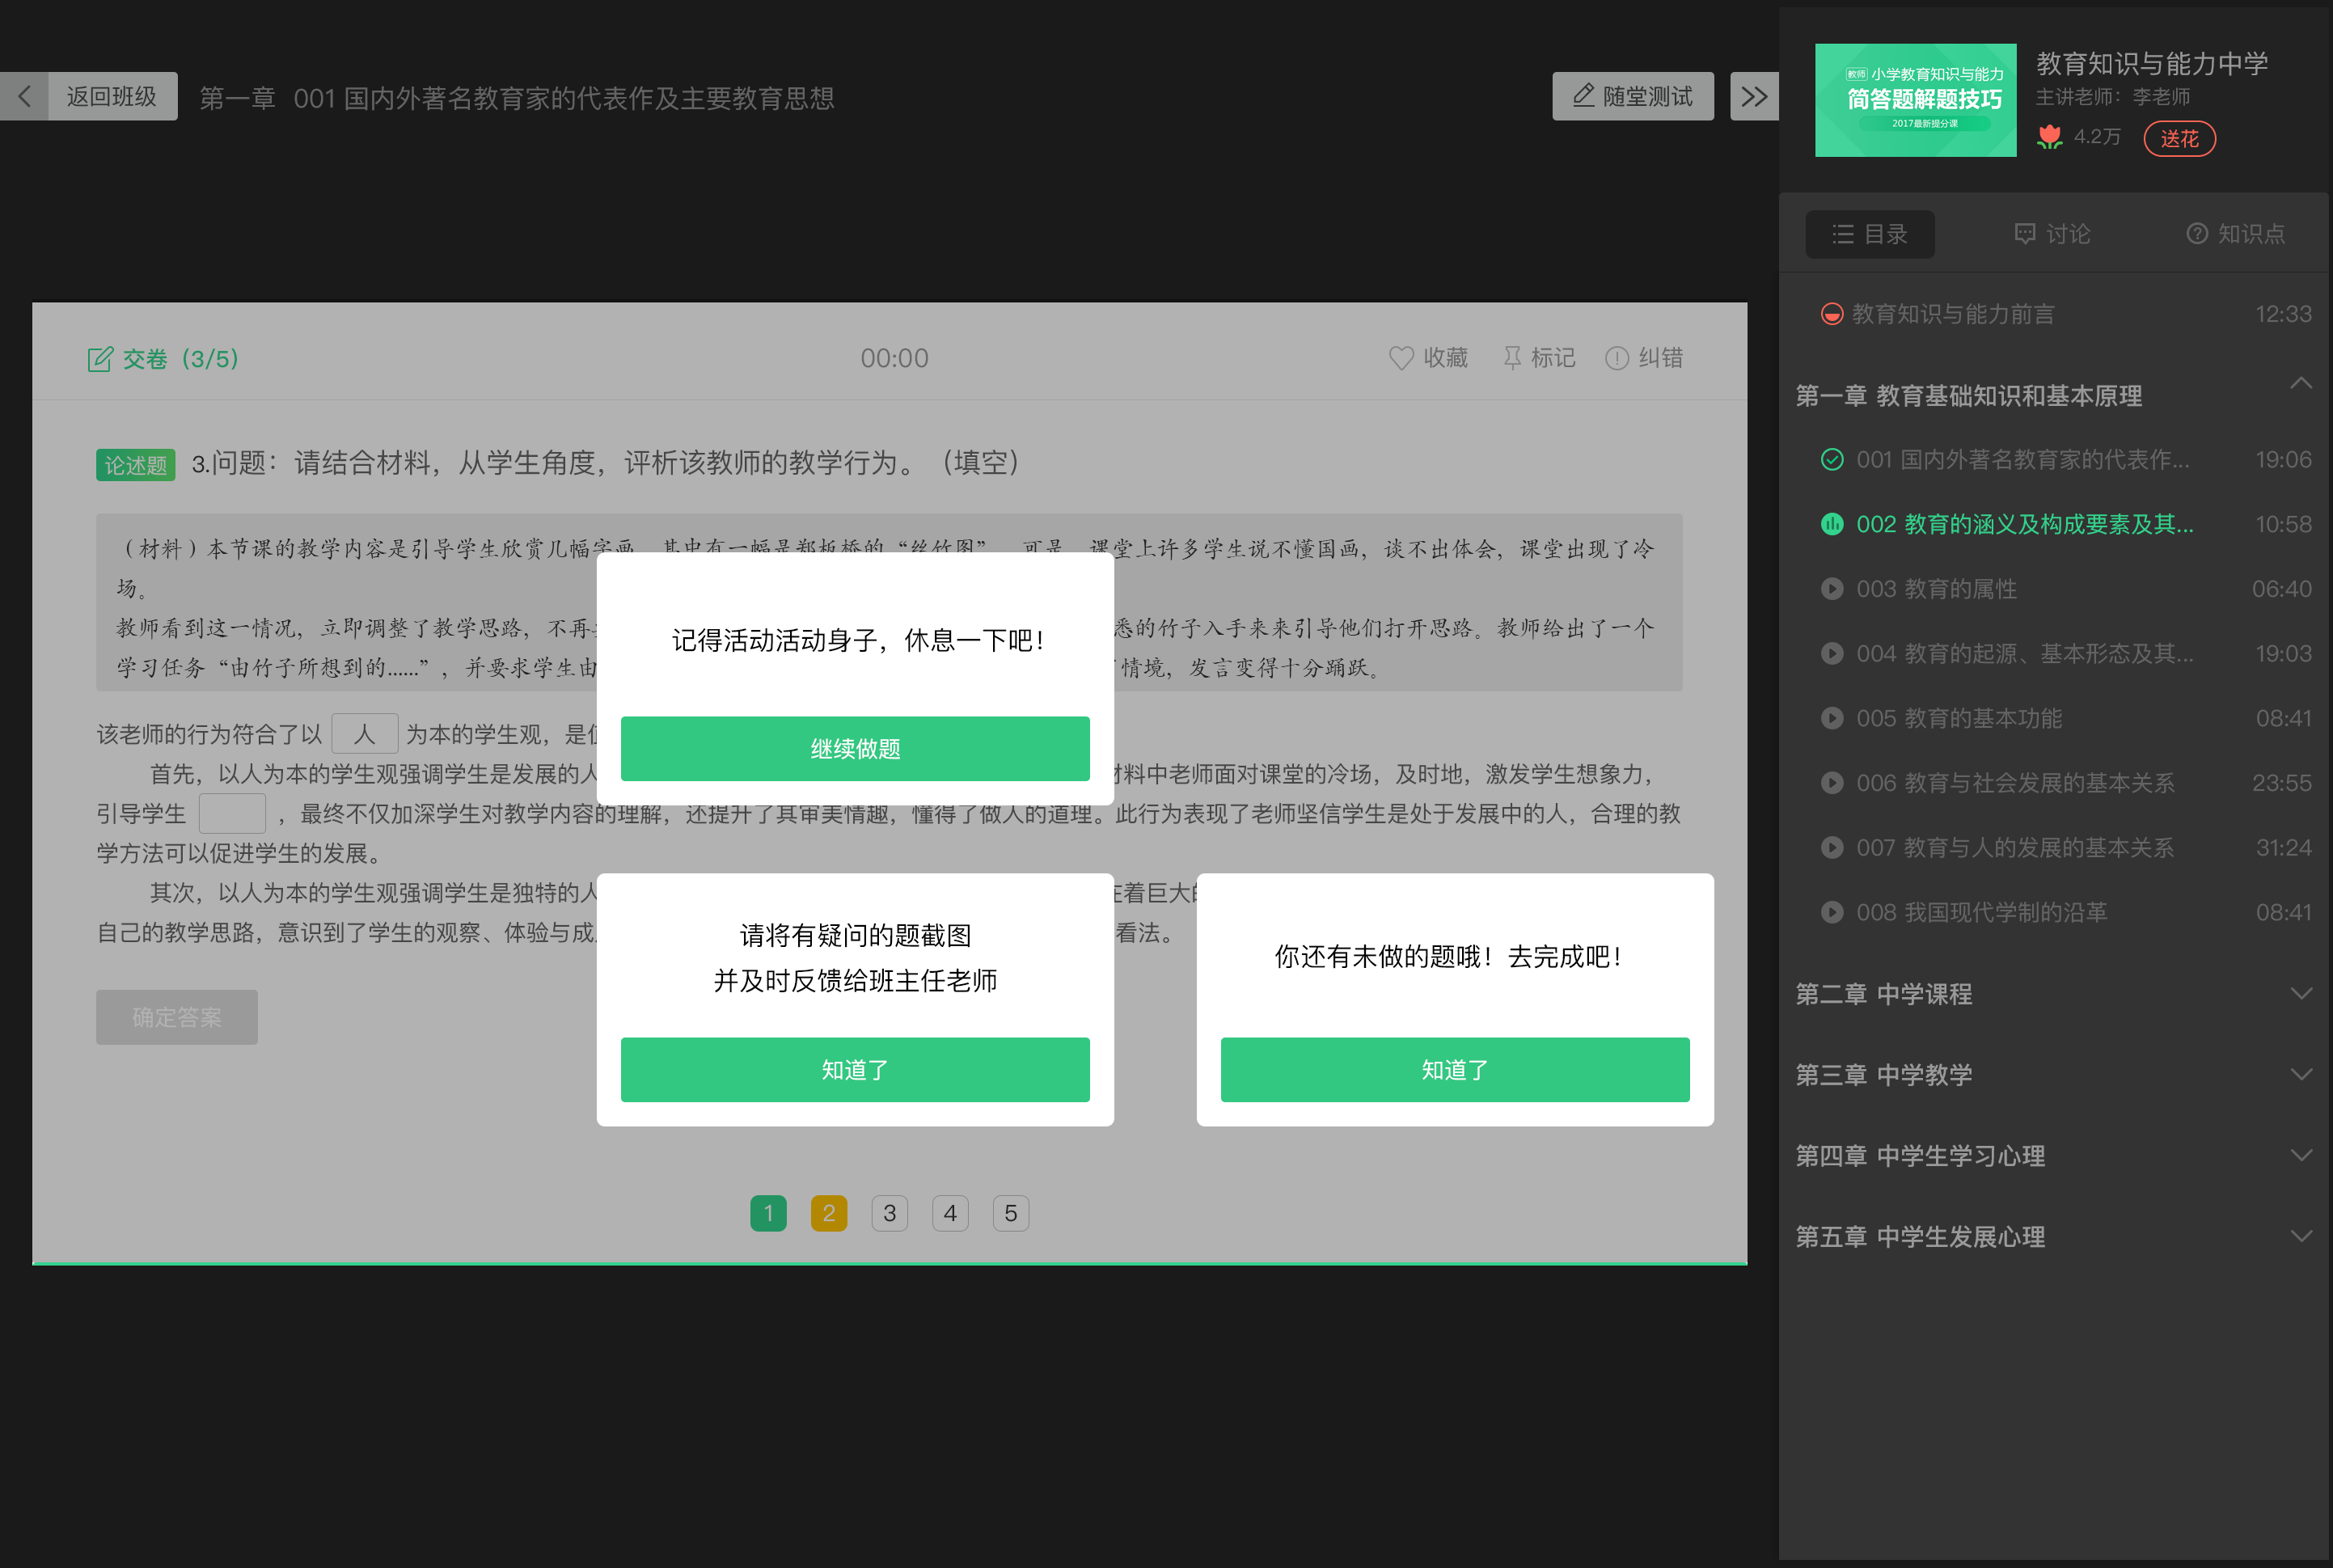 返回班级
第一章 001 国内外著名教育家的代表作及主要教育思想
随堂测试
交卷（3/5）
00:00
收藏
标记
纠错
论述题
3.问题：请结合材料，从学生角度，评析该教师的教学行为。（填空）
（材料）本节课的教学内容是引导学生欣赏几幅字画，其中有一幅是郑板桥的“丝竹图”。可是，课堂上许多学生说不懂国画，谈不出体会，课堂出现了冷
场。
教师看到这一情况，立即调整了教学思路，不再 悉的竹子入手来来引导他们打开思路。教师给出了一个
学习任务“由竹子所想到的......”，并要求学生由 情境，发言变得十分踊跃。
该老师的行为符合了以 人 为本的学生观，是
首先，以人为本的学生观强调学生是发展的人 材料中老师面对课堂的冷场，及时地，激发学生想象力，
引导学生 ，最终不仅加深学生对教学内容的理解，还提升了其审美情趣，懂得了做人的道理。此行为表现了老师坚信学生是处于发展中的人，合理的教
学方法可以促进学生的发展。
其次，以人为本的学生观强调学生是独特的人 在着巨大的
自己的教学思路，意识到了学生的观察、体验与成 看法。
确定答案
记得活动活动身子，休息一下吧！
继续做题
请将有疑问的题截图
并及时反馈给班主任老师
知道了
你还有未做的题哦！去完成吧！
知道了
1 2 3 4 5
教师 小学教育知识与能力
简答题解题技巧
2017最新提分课
教育知识与能力中学
主讲老师：李老师
4.2万
送花
目录
讨论
知识点
教育知识与能力前言 12:33
第一章 教育基础知识和基本原理
001 国内外著名教育家的代表作... 19:06
002 教育的涵义及构成要素及其... 10:58
003 教育的属性 06:40
004 教育的起源、基本形态及其... 19:03
005 教育的基本功能 08:41
006 教育与社会发展的基本关系 23:55
007 教育与人的发展的基本关系 31:24
008 我国现代学制的沿革 08:41
第二章 中学课程
第三章 中学教学
第四章 中学生学习心理
第五章 中学生发展心理